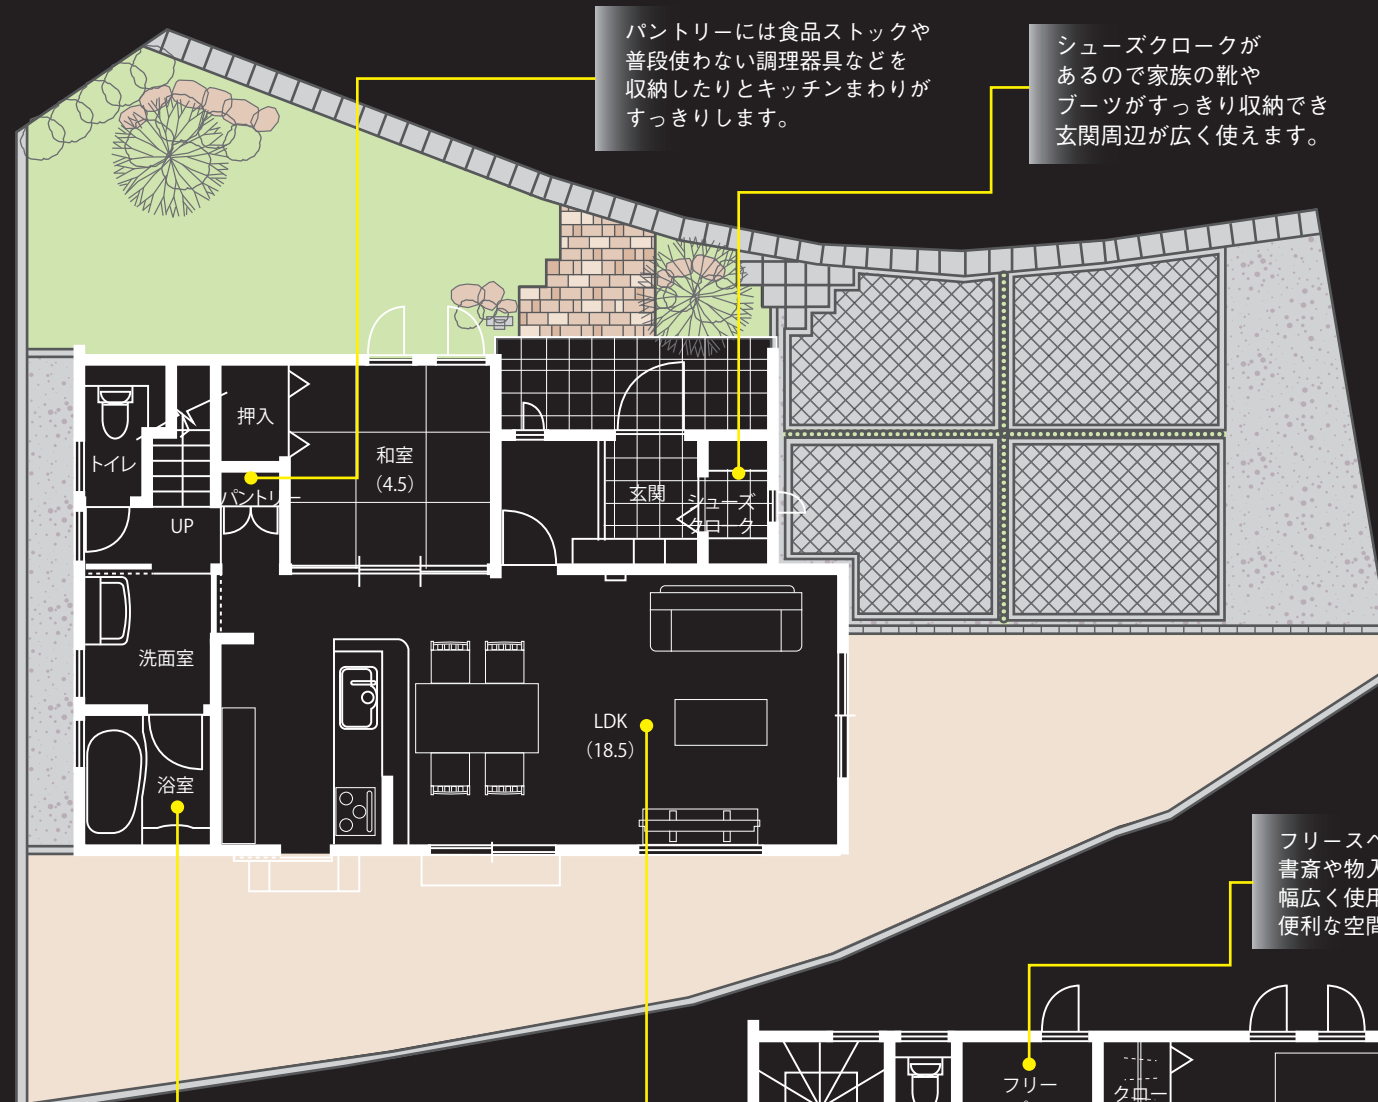 パントリーには食品ストックや
普段使わない調理器具などを
収納したりとキッチンまわりが
すっきりします。
シューズクロークが
あるので家族の靴や
ブーツがすっきり収納でき
玄関周辺が広く使えます。
押入
トイレ
和室
(4.5)
パントリー
玄関
シューズ
クローク
UP
洗面室
LDK
(18.5)
浴室
フリースペ
書斎や物入
幅広く使用
便利な空間
フリー
クロー